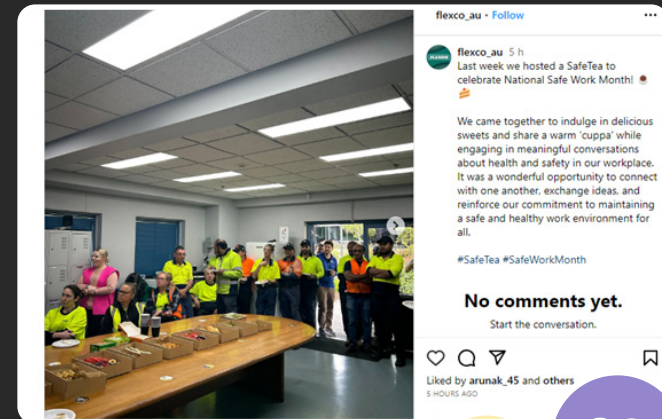 flexco_au • Follow
flexco_au 5 h
Last week we hosted a SafeTea to
celebrate National Safe Work Month! ☕
🍰
We came together to indulge in delicious
sweets and share a warm 'cuppa' while
engaging in meaningful conversations
about health and safety in our workplace.
It was a wonderful opportunity to connect
with one another, exchange ideas, and
reinforce our commitment to maintaining
a safe and healthy work environment for
all.
#SafeTea #SafeWorkMonth
No comments yet.
Start the conversation.
Liked by arunak_45 and others
5 HOURS AGO